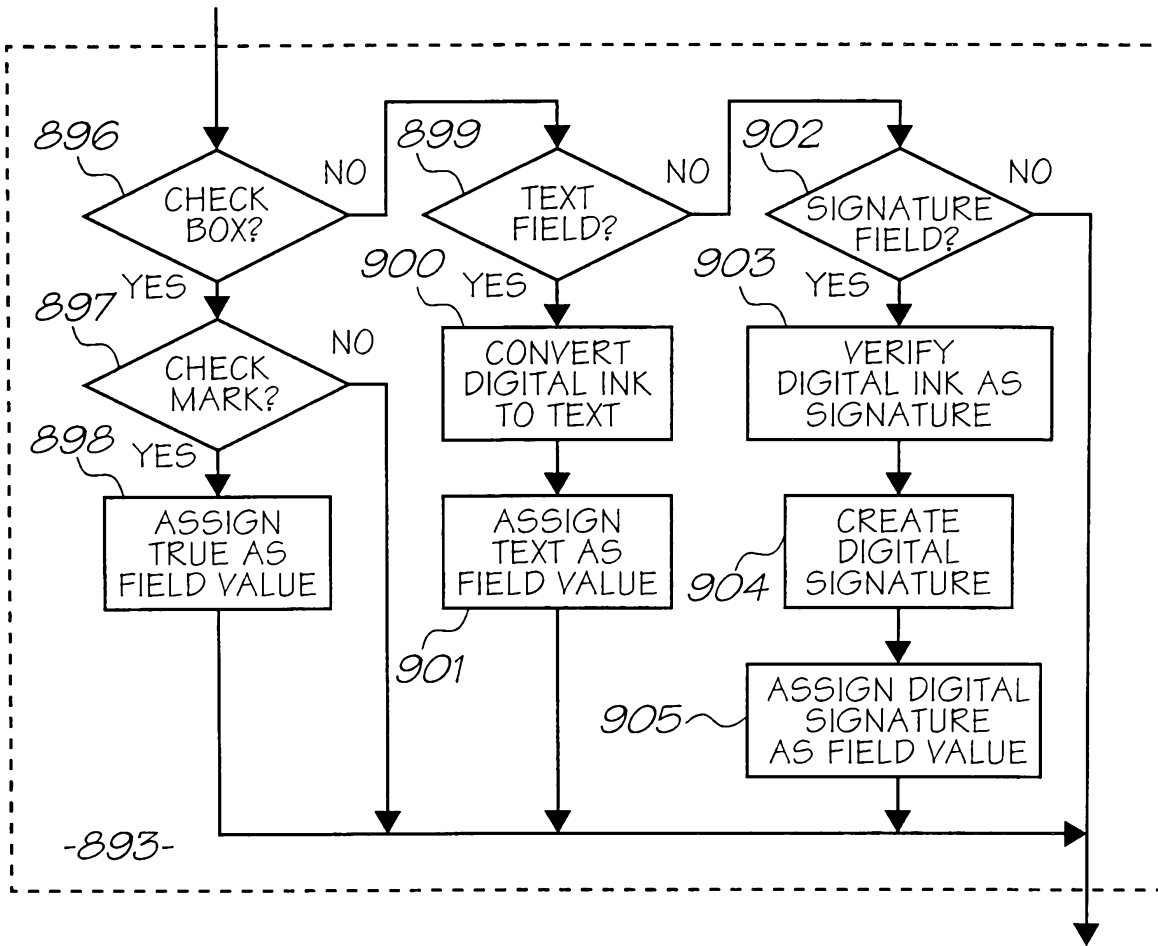 896
CHECK
BOX?
NO
YES
897
CHECK
MARK?
NO
YES
898
ASSIGN
TRUE AS
FIELD VALUE
899
TEXT
FIELD?
NO
YES
900
CONVERT
DIGITAL INK
TO TEXT
ASSIGN
TEXT AS
FIELD VALUE
901
902
SIGNATURE
FIELD?
NO
YES
903
VERIFY
DIGITAL INK AS
SIGNATURE
CREATE
DIGITAL
SIGNATURE
904
ASSIGN DIGITAL
SIGNATURE
AS FIELD VALUE
905
-893-